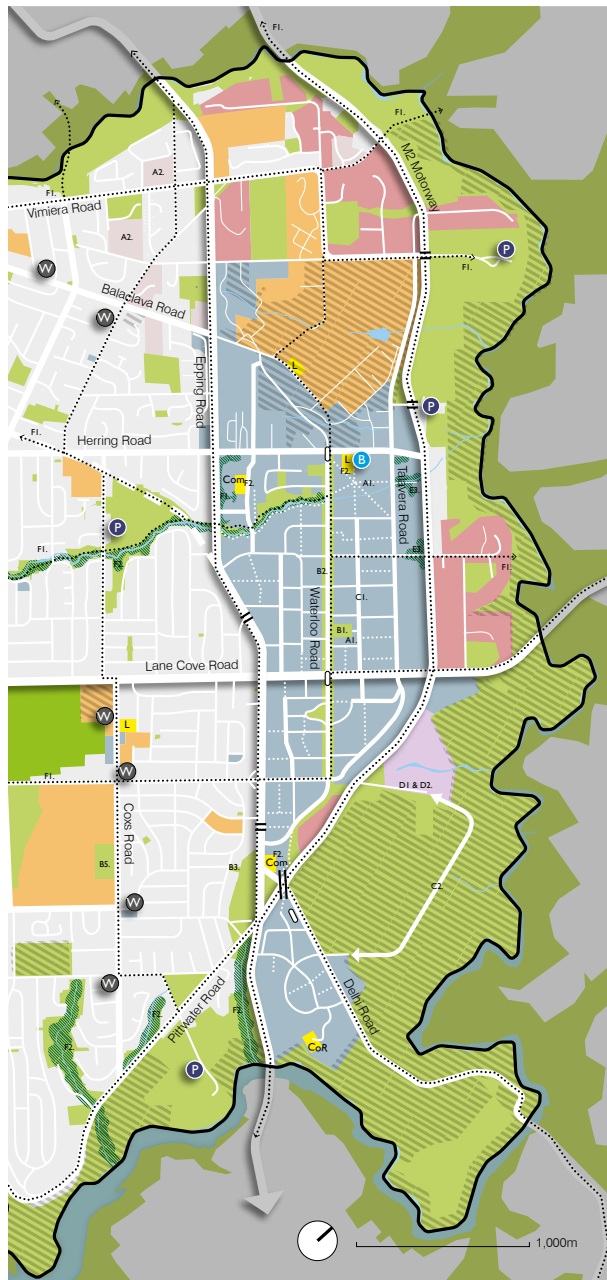 F1.
F1.
A2.
M2 Motorway
F1.
Vimiera Road
A2.
P
F1.
W
Balaclava Road
W
Epping Road
L
P
F1.
Herring Road
L
B
F2.
Com
F2.
A1.
Talavera Road
E3.
P
F1.
F2.
E3.
F1.
B2.
Waterloo Road
C1.
B1.
A1.
Lane Cove Road
W
L
F1.
W
D1 & D2.
Coxs Road
B5.
B3.
F2.
Com
C2.
W
W
Pittwater Road
Delhi Road
F2.
F2.
F2.
CoR
P
1,000m